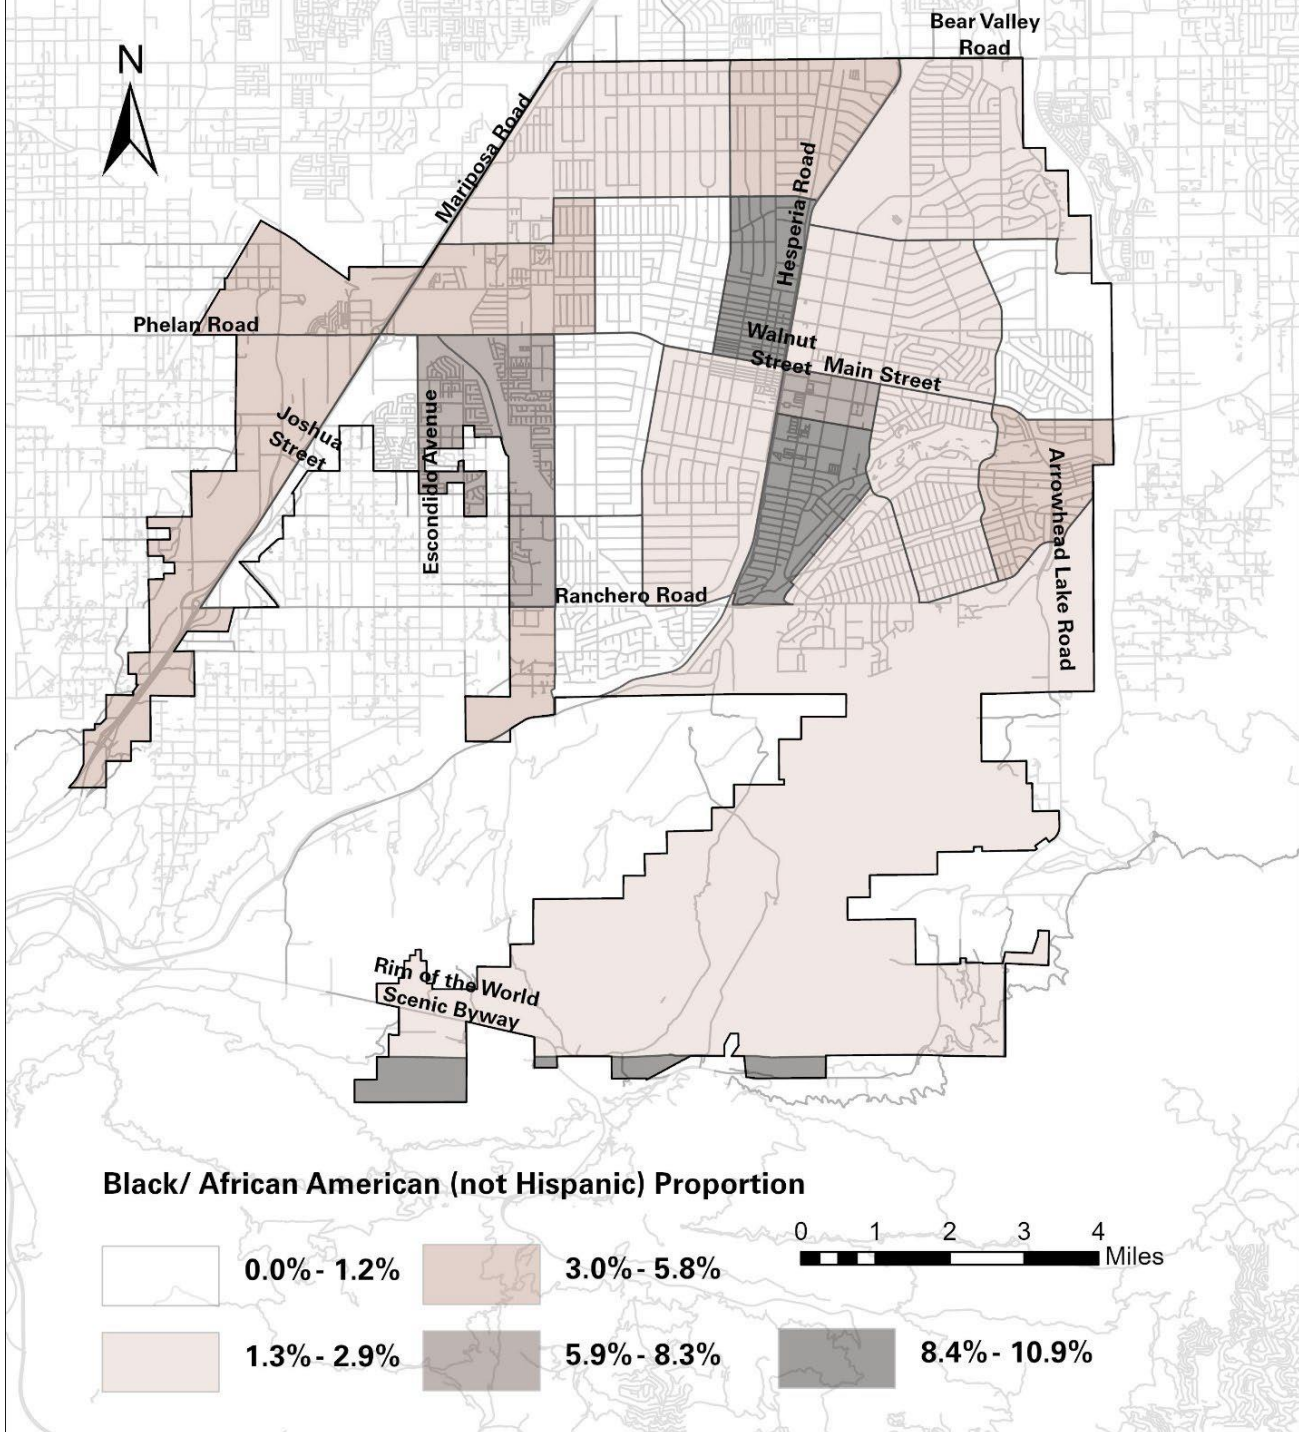 Bear Valley
Road
N
Mariposa Road
Hesperia Road
Phelan Road
Walnut
Street
Main Street
Joshua
Street
Escondido Avenue
Arrowhead Lake Road
Ranchero Road
Rim of the World
Scenic Byway
Black/ African American (not Hispanic) Proportion
0.0% - 1.2%
3.0% - 5.8%
1.3% - 2.9%
5.9% - 8.3%
8.4% - 10.9%
0 1 2 3 4
Miles